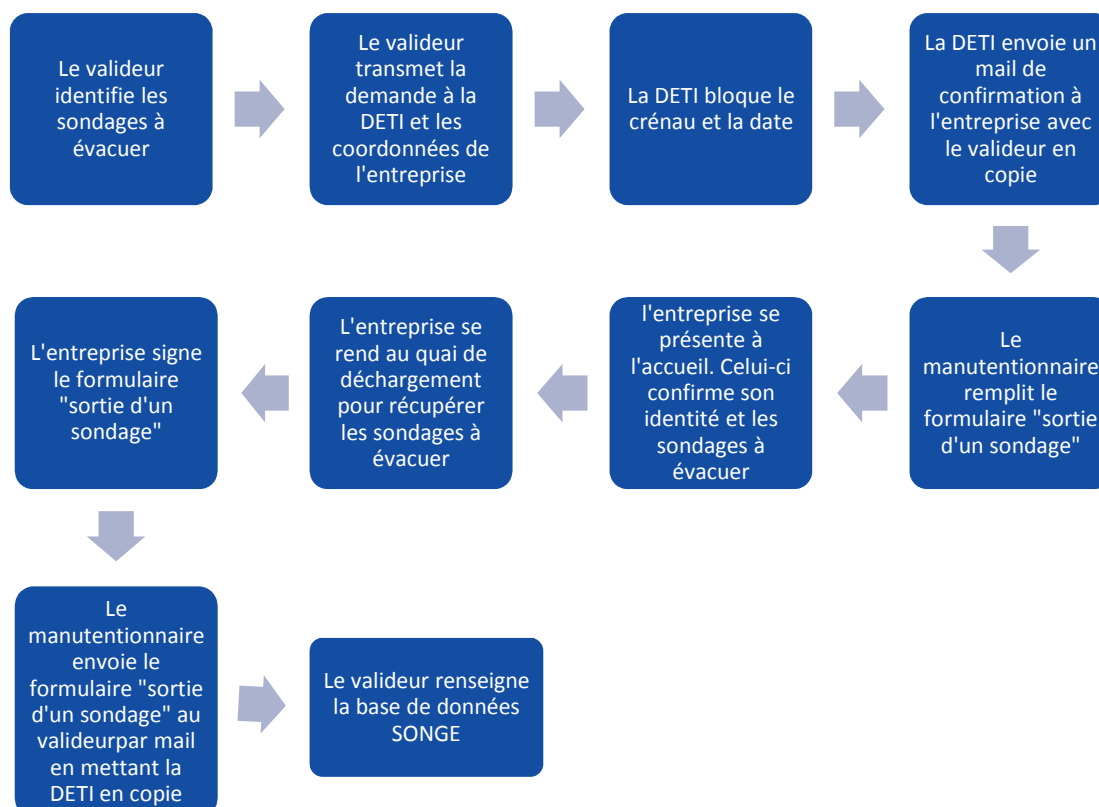 Le valideur
identifie les
sondages à
évacuer
Le valideur
transmet la
demande à la
DETI et les
coordonnées de
l'entreprise
La DETI bloque le
crénau et la date
La DETI envoie un
mail de
confirmation à
l'entreprise avec
le valideur en
copie
Le
manutentionnaire
remplit le
formulaire "sortie
d'un sondage"
l'entreprise se
présente à
l'accueil. Celui-ci
confirme son
identité et les
sondages à
évacuer
L'entreprise se
rend au quai de
déchargement
pour récupérer
les sondages à
évacuer
L'entreprise signe
le formulaire
"sortie d'un
sondage"
Le
manutentionnaire
envoie le
formulaire "sortie
d'un sondage" au
valideurpar mail
en mettant la
DETI en copie
Le valideur renseigne
la base de données
SONGE